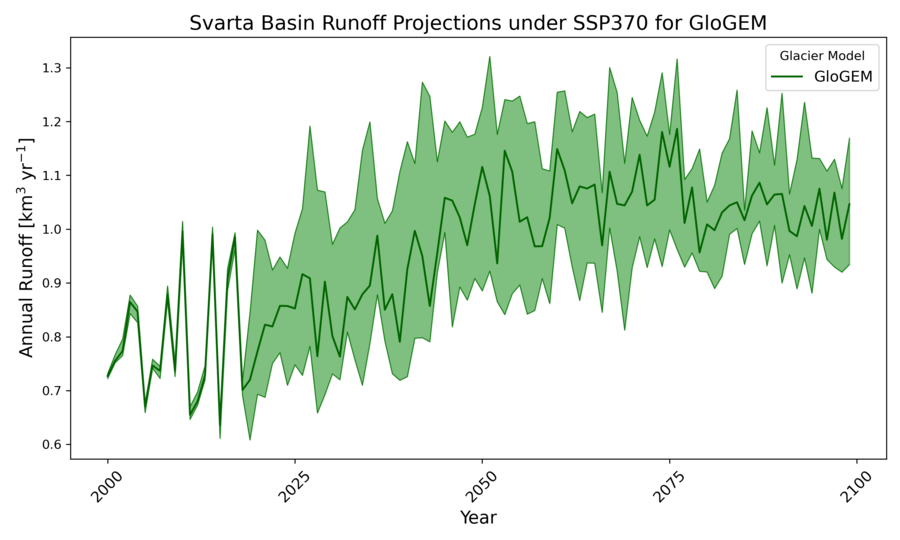 Svarta Basin Runoff Projections under SSP370 for GloGEM
Glacier Model
GloGEM
Annual Runoff [km³ yr⁻¹]
1.3
1.2
1.1
1.0
0.9
0.8
0.7
0.6
2000
2025
2050
2075
2100
Year